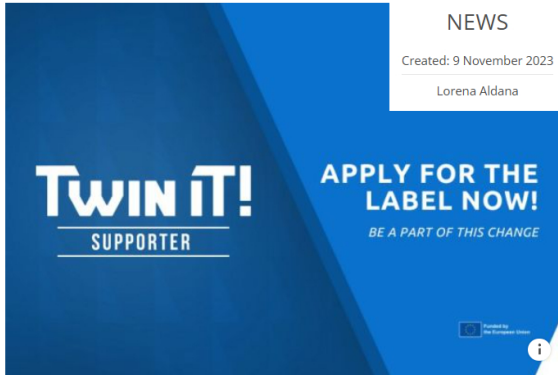 NEWS
Created: 9 November 2023
Lorena Aldana
TWIN iT!
SUPPORTER
APPLY FOR THE
LABEL NOW!
BE A PART OF THIS CHANGE
Funded by
the European Union
i